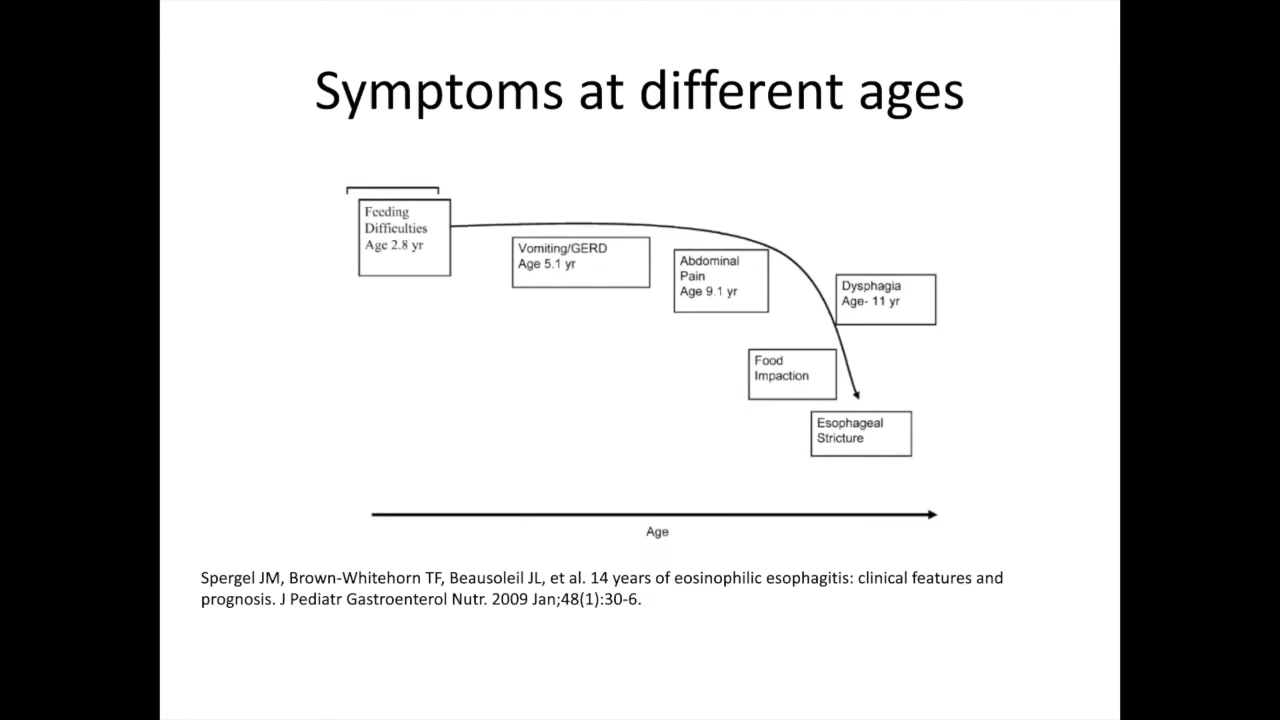 Symptoms at different ages
Feeding
Difficulties
Age 2.8 yr
Vomiting/GERD
Age 5.1 yr
Abdominal
Pain
Age 9.1 yr
Dysphagia
Age- 11 yr
Food
Impaction
Esophageal
Stricture
Age
Spergel JM, Brown-Whitehorn TF, Beausoleil JL, et al. 14 years of eosinophilic esophagitis: clinical features and
prognosis. J Pediatr Gastroenterol Nutr. 2009 Jan;48(1):30-6.